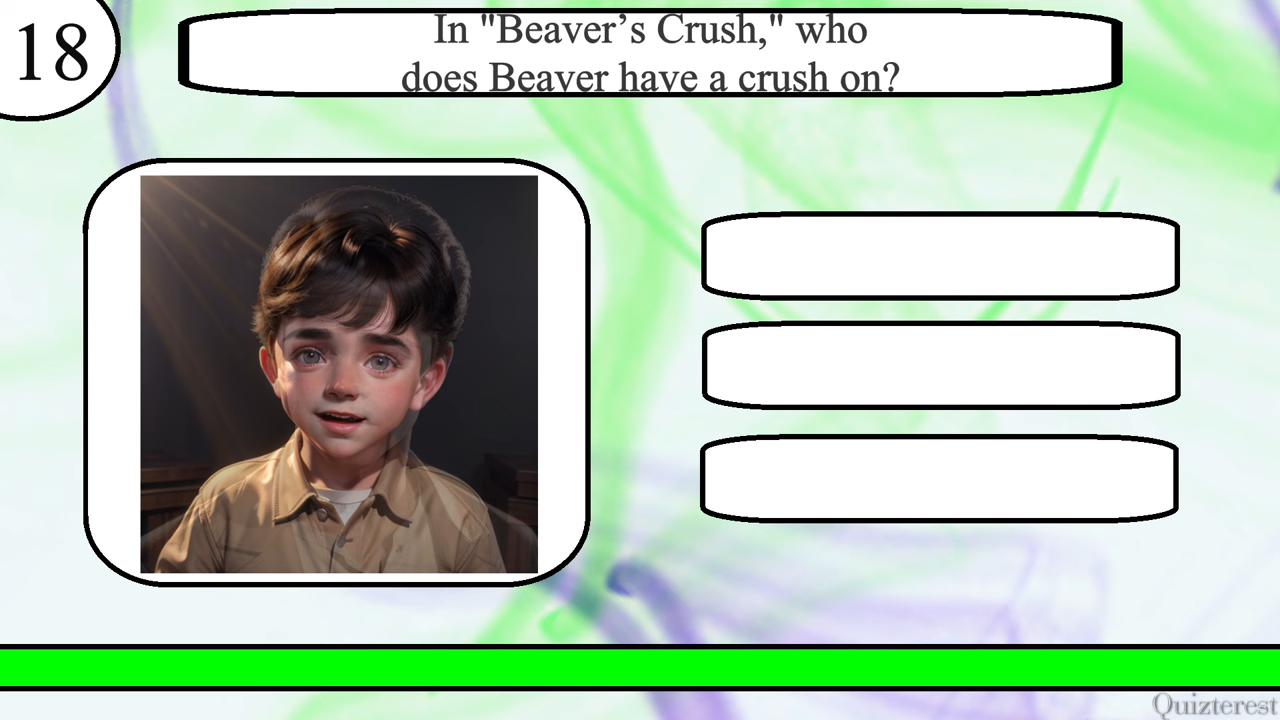 18
In "Beaver’s Crush," who
does Beaver have a crush on?
Quizterest